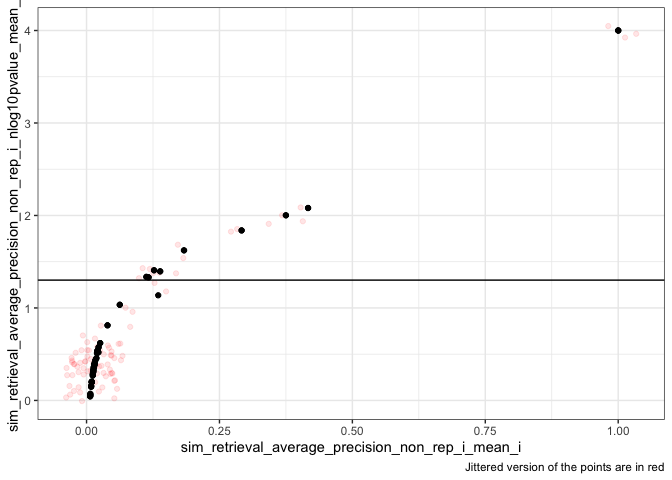 sim_retrieval_average_precision_non_rep_i_nlog10pvalue_mean_
4
3
2
1
0
0.00 0.25 0.50 0.75 1.00
sim_retrieval_average_precision_non_rep_i_mean_i
Jittered version of the points are in red